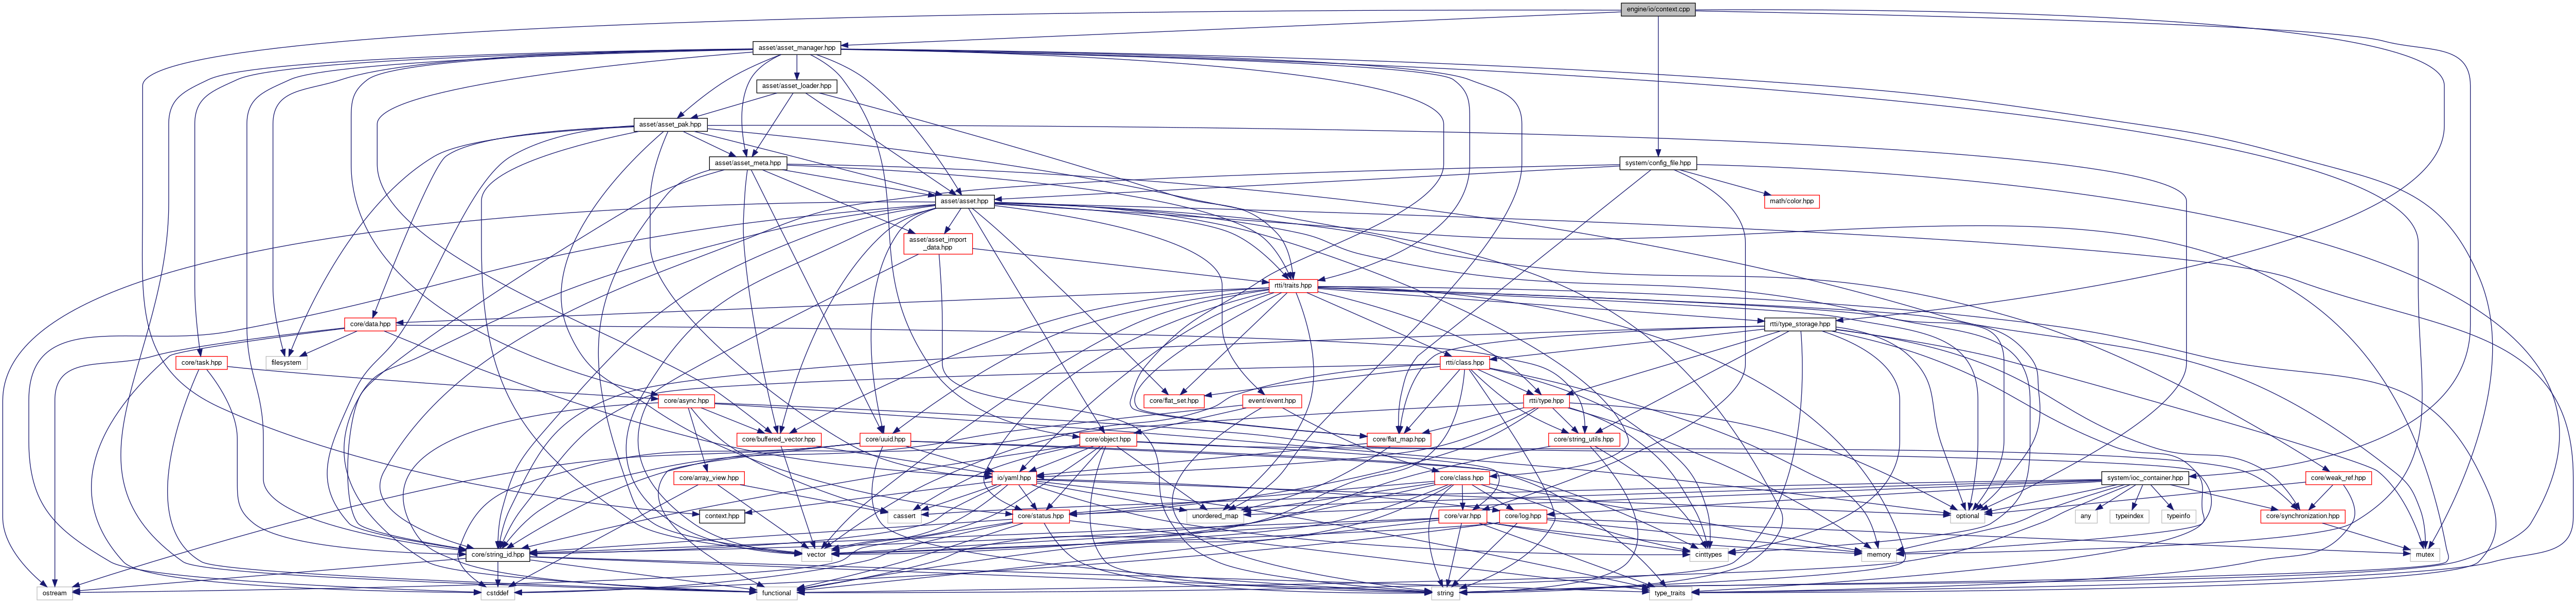 engine/io/context.cpp
asset/asset_manager.hpp
asset/asset_loader.hpp
asset/asset_pak.hpp
asset/asset_meta.hpp
system/config_file.hpp
asset/asset.hpp
math/color.hpp
asset/asset_import
_data.hpp
rtti/traits.hpp
core/data.hpp
rtti/type_storage.hpp
core/task.hpp
filesystem
rtti/class.hpp
core/async.hpp
core/flat_set.hpp
event/event.hpp
rtti/type.hpp
core/buffered_vector.hpp
core/uuid.hpp
core/object.hpp
core/flat_map.hpp
core/string_utils.hpp
core/array_view.hpp
io/yaml.hpp
core/class.hpp
system/ioc_container.hpp
core/weak_ref.hpp
context.hpp
cassert
core/status.hpp
unordered_map
core/var.hpp
core/log.hpp
optional
any
typeindex
typeinfo
core/synchronization.hpp
core/string_id.hpp
vector
cinttypes
memory
mutex
ostream
cstddef
functional
string
type_traits